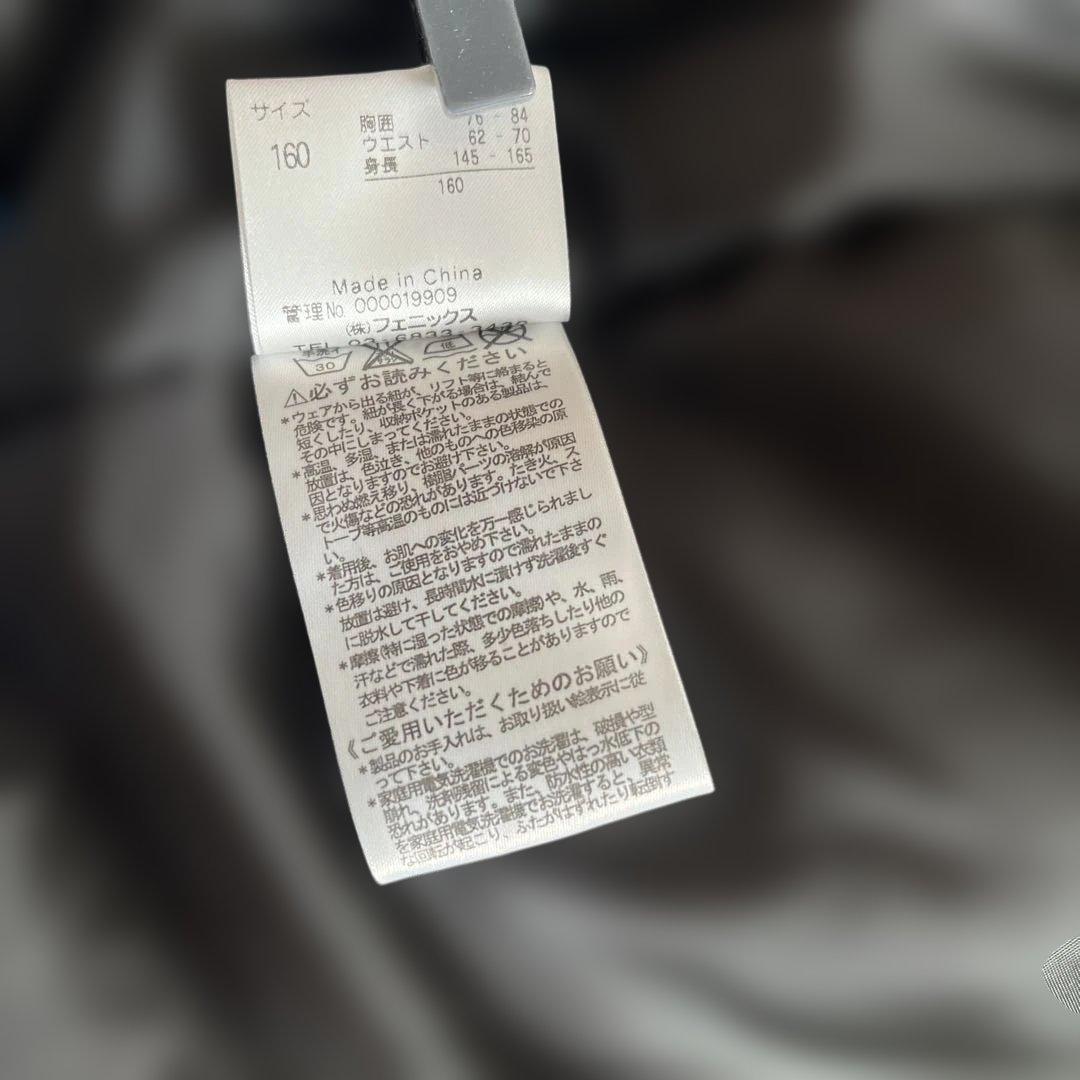 サイズ
160
胸囲 76 - 84
ウエスト 62 - 70
身長 145 - 165
160
Made in China
管理No. 000019909
(株)フェニックス
TEL 03-
30
低
⚠必ずお読みください
*ウェアから出る紐が、リフト等に絡まると
危険です。紐が長く下がる場合は、結んで
短くしたり、収納ポケットのある製品は、
その中にしまってください。
*高温、多湿、または濡れたままの状態での
放置は、色泣き、他のものへの色移染の原
因となりますのでお避け下さい。
*思わぬ燃え移り、樹脂パーツの溶解が原因
で火傷などの恐れがあります。たき火、ス
トーブ等高温のものには近づけないで下さ
い。
*着用後、お肌への変化を万一感じられまし
た方は、ご使用をおやめ下さい。
*色移りの原因となりますので濡れたままの
放置は避け、長時間水に漬けず洗濯後すぐ
に脱水して干してください。
*摩擦(特に湿った状態での摩擦)や、水、雨、
汗などで濡れた際、多少色落ちしたり他の
衣料や下着に色が移ることがありますので
ご注意ください。
《ご愛用いただくためのお願い》
*製品のお手入れは、お取り扱い絵表示に従
って下さい。
*家庭用電気洗濯機でのお洗濯は、破損や型
崩れ、洗剤残留による変色やはっ水低下の
恐れがあります。また、防水性の高い衣類
を家庭用電気洗濯機でお洗濯すると、異常
な回転が起こり、ふたがはずれたり転倒す